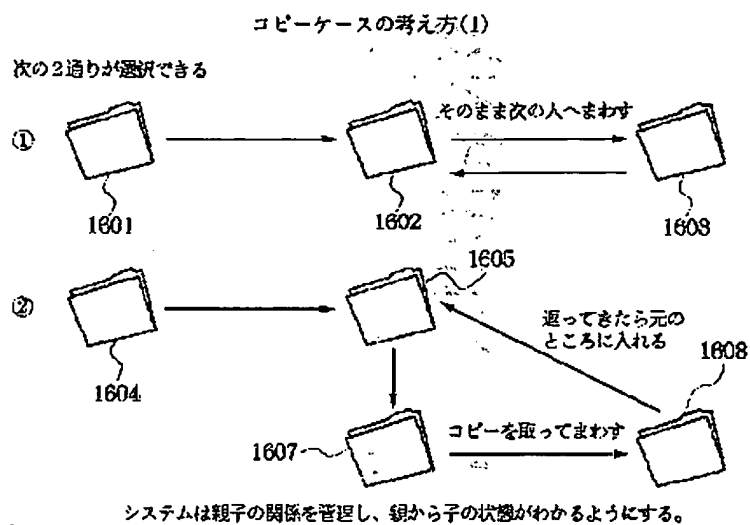 コピーケースの考え方(1)
次の2通りが選択できる
①
そのまま次の人へまわす
1601
1602
1603
②
1605
返ってきたら元の
ところに入れる
1604
1608
1607
コピーを取ってまわす
システムは親子の関係を管理し、親から子の状態がわかるようにする。